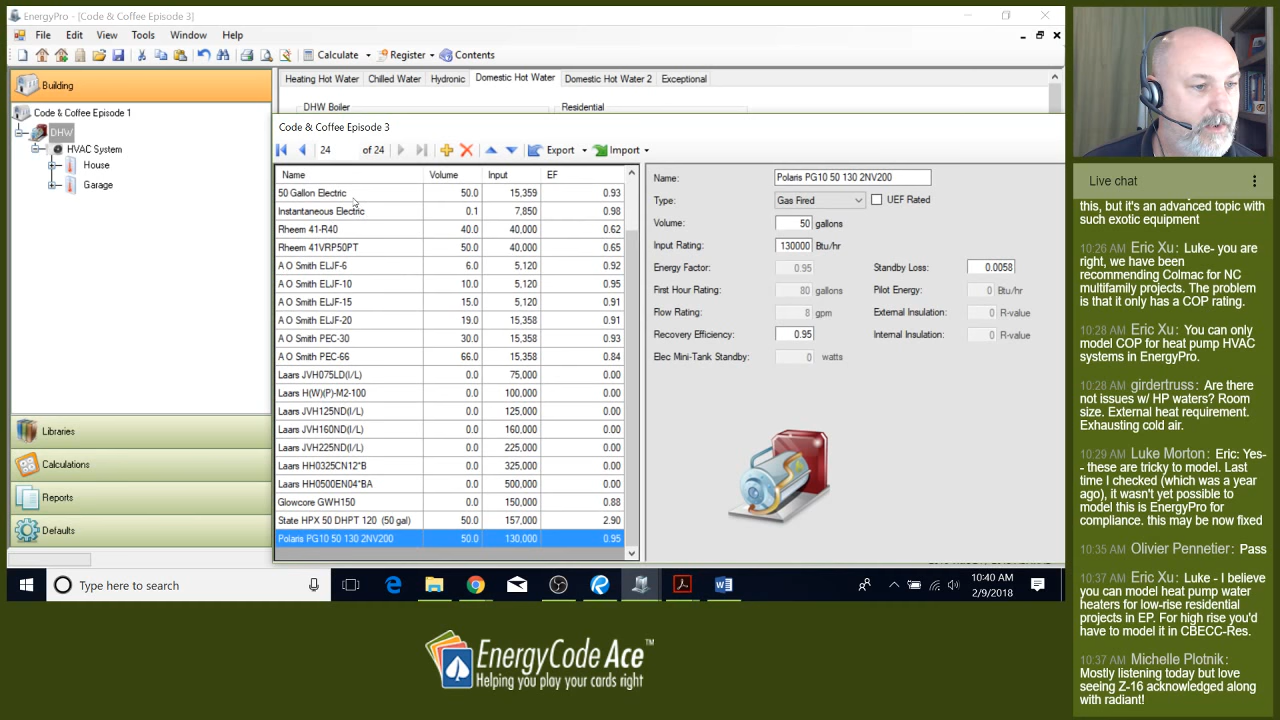 EnergyPro - [Code & Coffee Episode 3]
File Edit View Tools Window Help
Calculate Register Contents
Building
Heating Hot Water Chilled Water Hydronic Domestic Hot Water Domestic Hot Water 2 Exceptional
DHW Boiler Residential
Code & Coffee Episode 1
DHW
HVAC System
House
Garage
Libraries
Calculations
Reports
Defaults
Code & Coffee Episode 3
24 of 24 Export Import
Name Volume Input EF
50 Gallon Electric 50.0 15,359 0.93
Instantaneous Electric 0.1 7,850 0.98
Rheem 41-R40 40.0 40,000 0.62
Rheem 41VRP50PT 50.0 40,000 0.65
A O Smith ELJF-6 6.0 5,120 0.92
A O Smith ELJF-10 10.0 5,120 0.95
A O Smith ELJF-15 15.0 5,120 0.91
A O Smith ELJF-20 19.0 15,358 0.91
A O Smith PEC-30 30.0 15,358 0.93
A O Smith PEC-66 66.0 15,358 0.84
Laars JVH075LD(I/L) 0.0 75,000 0.00
Laars H(W)(P)-M2-100 0.0 100,000 0.00
Laars JVH125ND(I/L) 0.0 125,000 0.00
Laars JVH160ND(I/L) 0.0 160,000 0.00
Laars JVH225ND(I/L) 0.0 225,000 0.00
Laars HH0325CN12*B 0.0 325,000 0.00
Laars HH0500EN04*BA 0.0 500,000 0.00
Glowcore GWH150 0.0 150,000 0.88
State HPX 50 DHPT 120 (50 gal) 50.0 157,000 2.90
Polaris PG10 50 130 2NV200 50.0 130,000 0.95
Name: Polaris PG10 50 130 2NV200
Type: Gas Fired UEF Rated
Volume: 50 gallons
Input Rating: 130000 Btu/hr
Energy Factor: 0.95 Standby Loss: 0.0058
First Hour Rating: 80 gallons Pilot Energy: 0 Btu/hr
Flow Rating: 8 gpm External Insulation: 0 R-value
Recovery Efficiency: 0.95 Internal Insulation: 0 R-value
Elec Mini-Tank Standby: 0 watts
Type here to search
10:40 AM
2/9/2018
EnergyCode Ace™
Helping you play your cards right
Live chat
this, but it's an advanced topic with
such exotic equipment
10:26 AM Eric Xu: Luke- you are
right, we have been
recommending Colmac for NC
multifamily projects. The problem
is that it only has a COP rating.
10:28 AM Eric Xu: You can only
model COP for heat pump HVAC
systems in EnergyPro.
10:28 AM girdertruss: Are there
not issues w/ HP waters? Room
size. External heat requirement.
Exhausting cold air.
10:29 AM Luke Morton: Eric: Yes-
- these are tricky to model. Last
time I checked (which was a year
ago), it wasn't yet possible to
model this is EnergyPro for
compliance. this may be now fixed
10:35 AM Olivier Pennetier: Pass
10:37 AM Eric Xu: Luke - I believe
you can model heat pump water
heaters for low-rise residential
projects in EP. For high rise you'd
have to model it in CBECC-Res.
10:37 AM Michelle Plotnik:
Mostly listening today but love
seeing Z-16 acknowledged along
with radiant!